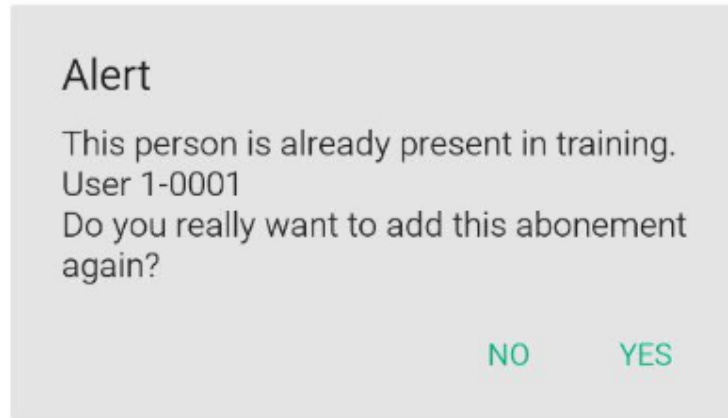 Alert
This person is already present in training.
User 1-0001
Do you really want to add this abonement
again?
NO YES